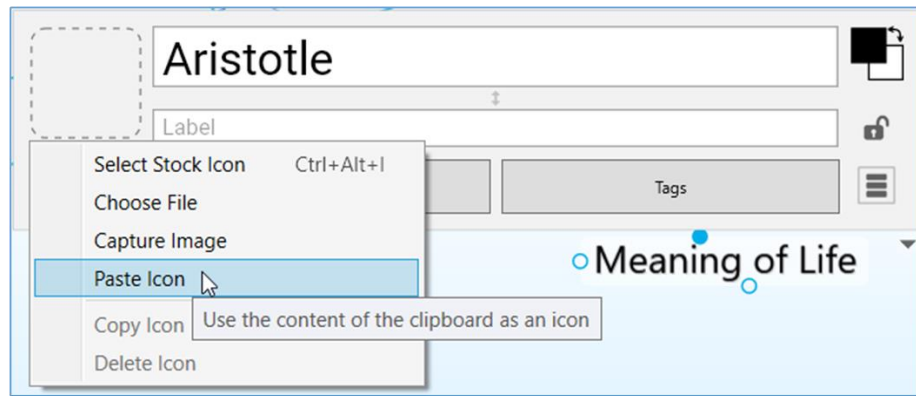 Aristotle
Label
Select Stock Icon Ctrl+Alt+I
Tags
Choose File
Capture Image
Meaning of Life
Paste Icon
Copy Icon
Use the content of the clipboard as an icon
Delete Icon